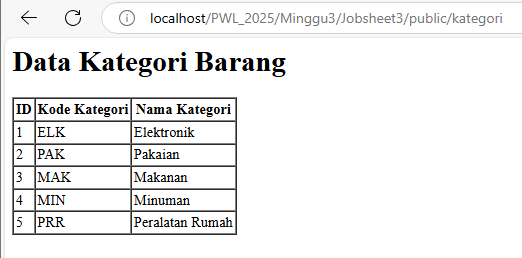 localhost/PWL_2025/Minggu3/Jobsheet3/public/kategori
Data Kategori Barang
ID Kode Kategori Nama Kategori
1 ELK Elektronik
2 PAK Pakaian
3 MAK Makanan
4 MIN Minuman
5 PRR Peralatan Rumah